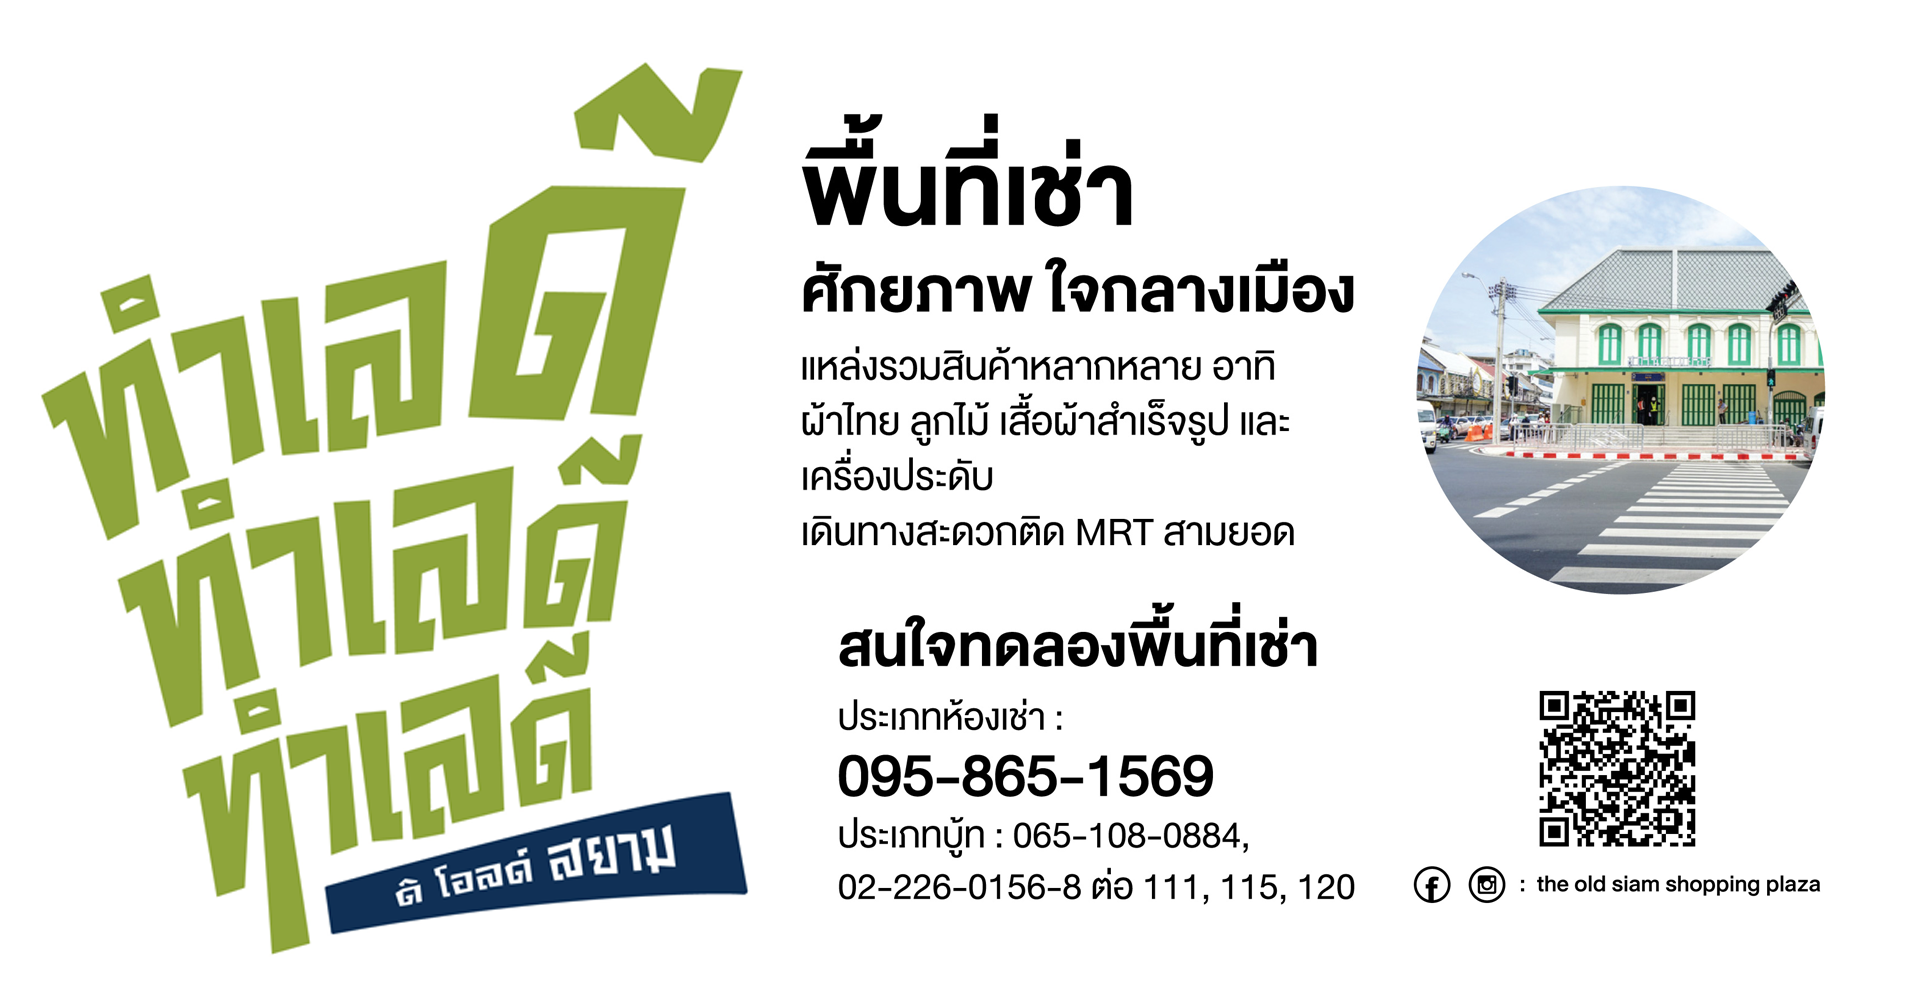 ทำเลดี๊
ทำเลดี๊
ทำเลดี๊
ดิ โอลด์ สยาม
พื้นที่เช่า
ศักยภาพ ใจกลางเมือง
แหล่งรวมสินค้าหลากหลาย อาทิ
ผ้าไทย ลูกไม้ เสื้อผ้าสำเร็จรูป และ
เครื่องประดับ
เดินทางสะดวกติด MRT สามยอด
สนใจทดลองพื้นที่เช่า
ประเภทห้องเช่า :
095-865-1569
ประเภทบู้ท : 065-108-0884,
02-226-0156-8 ต่อ 111, 115, 120
: the old siam shopping plaza